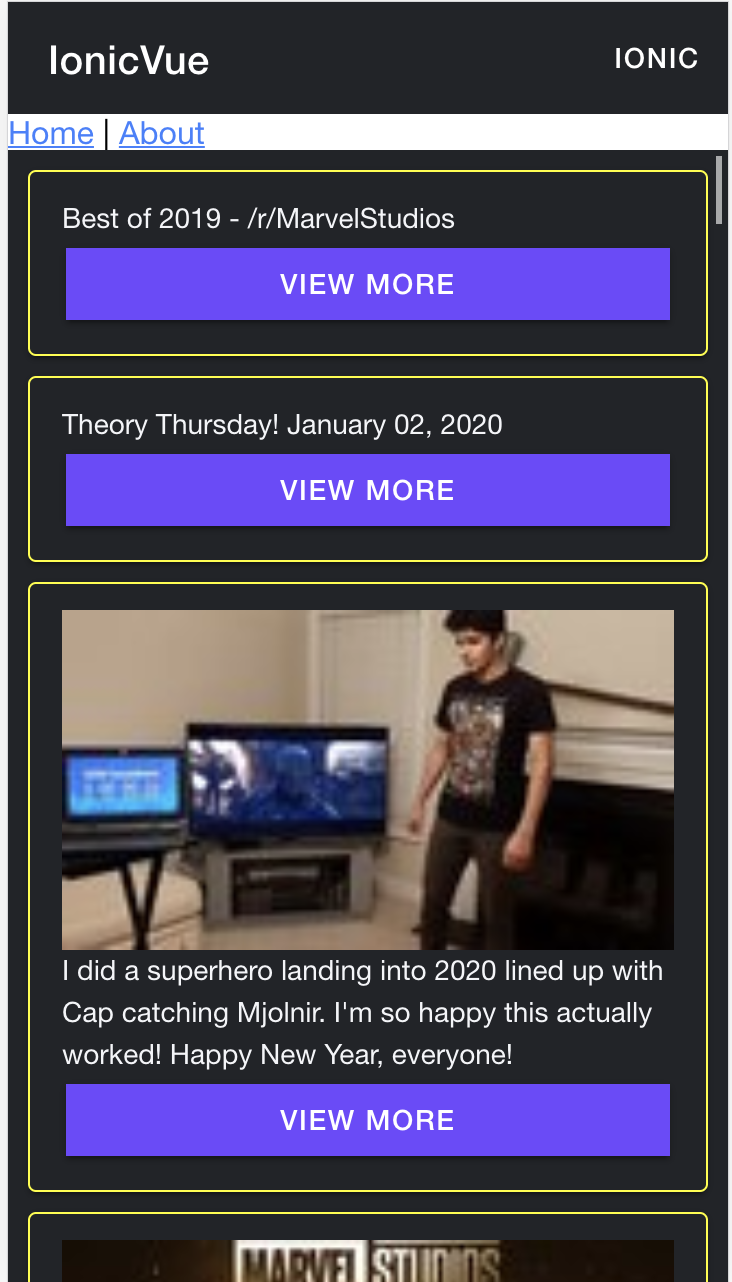 IonicVue
IONIC
Home | About
Best of 2019 - /r/MarvelStudios
VIEW MORE
Theory Thursday! January 02, 2020
VIEW MORE
I did a superhero landing into 2020 lined up with
Cap catching Mjolnir. I'm so happy this actually
worked! Happy New Year, everyone!
VIEW MORE
MARVEL STUDIOS